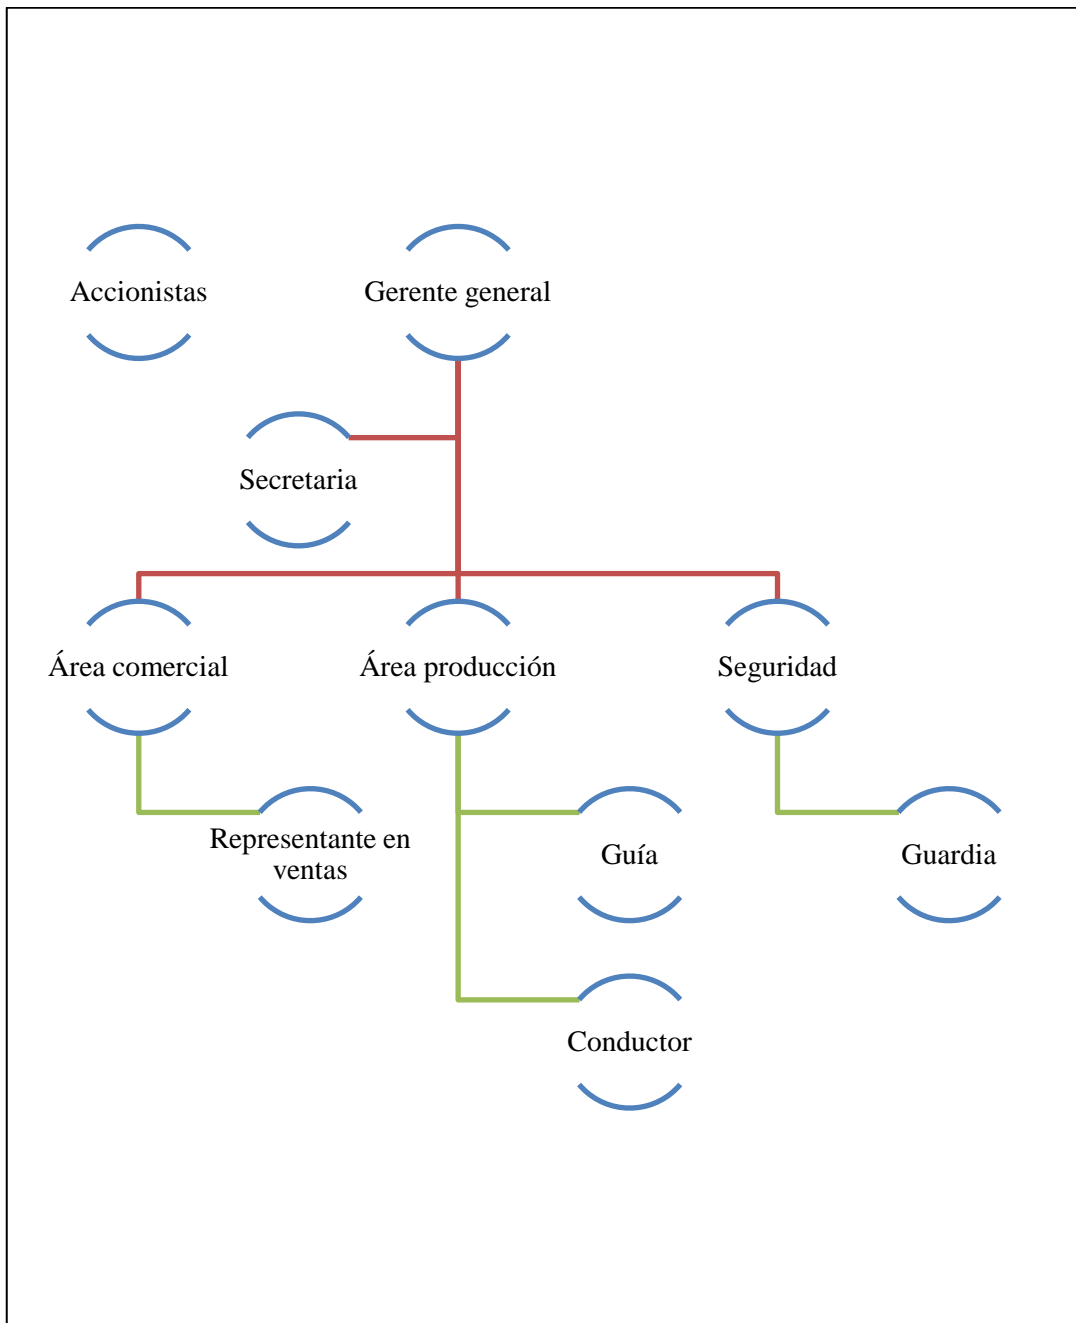 Accionistas
Gerente general
Secretaria
Área comercial
Área producción
Seguridad
Representante en
ventas
Guía
Guardia
Conductor